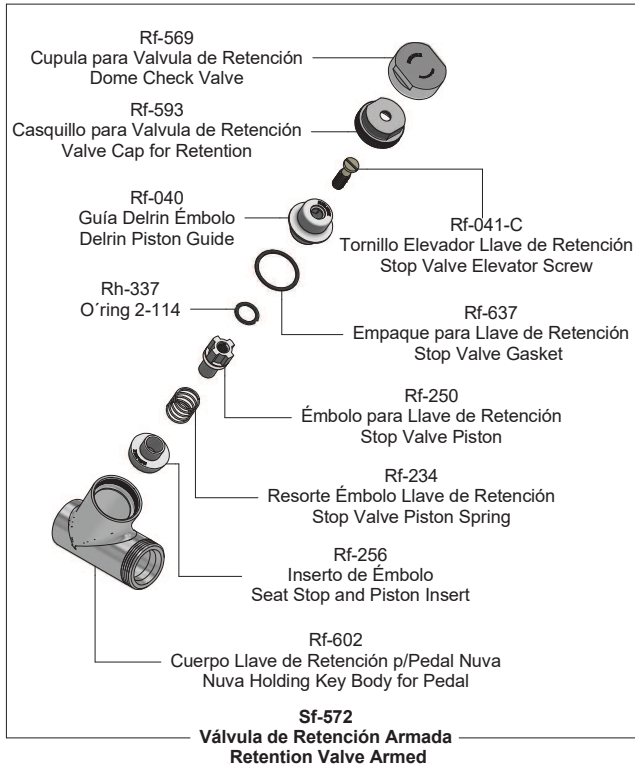 Rf-569
Cupula para Valvula de Retención
Dome Check Valve
Rf-593
Casquillo para Valvula de Retención
Valve Cap for Retention
Rf-040
Guía Delrin Émbolo
Delrin Piston Guide
Rf-041-C
Tornillo Elevador Llave de Retención
Stop Valve Elevator Screw
Rh-337
O´ring 2-114
Rf-637
Empaque para Llave de Retención
Stop Valve Gasket
Rf-250
Émbolo para Llave de Retención
Stop Valve Piston
Rf-234
Resorte Émbolo Llave de Retención
Stop Valve Piston Spring
Rf-256
Inserto de Émbolo
Seat Stop and Piston Insert
Rf-602
Cuerpo Llave de Retención p/Pedal Nuva
Nuva Holding Key Body for Pedal
Sf-572
Válvula de Retención Armada
Retention Valve Armed